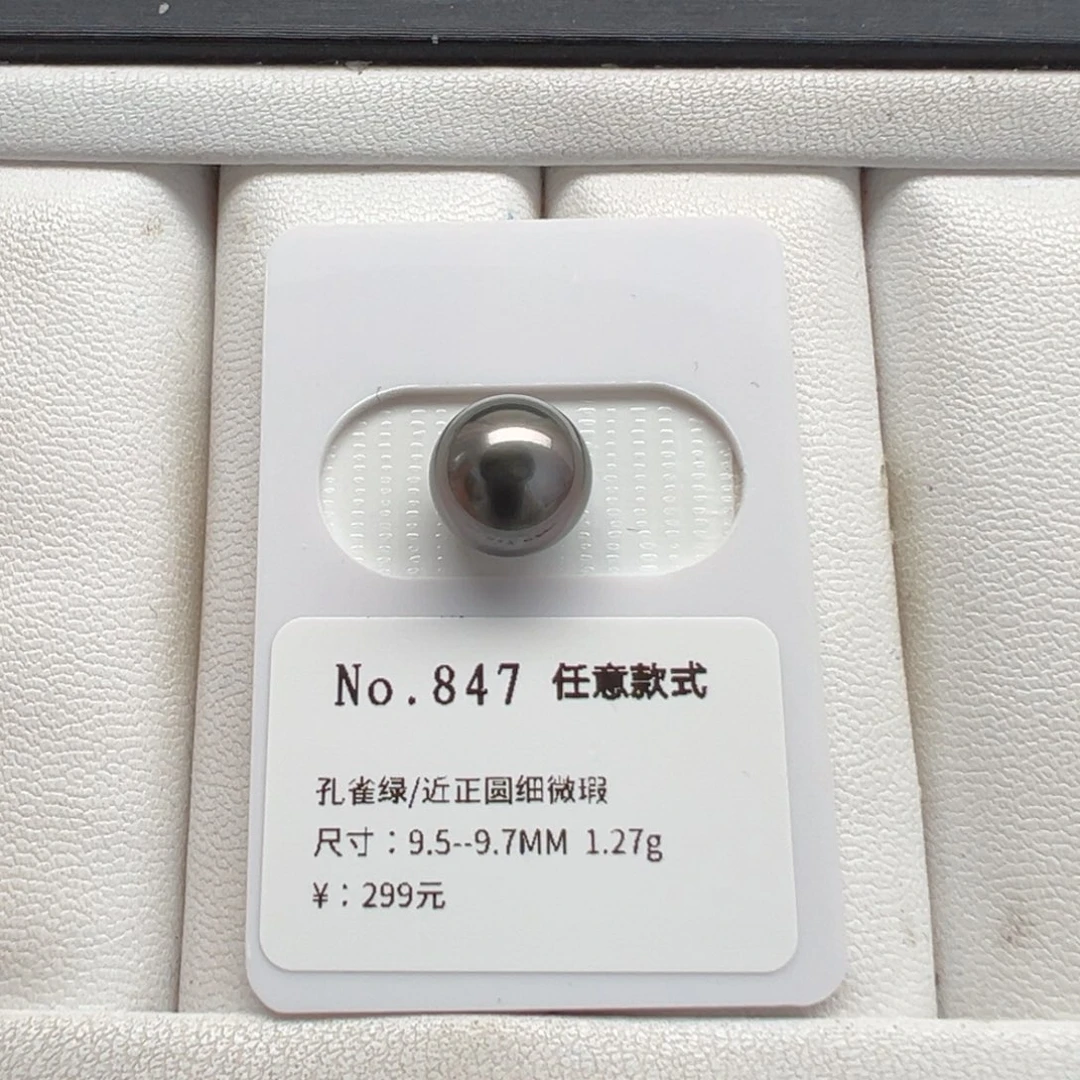 No.847 任意款式
孔雀绿/近正圆细微瑕
尺寸：9.5--9.7MM 1.27g
¥：299元